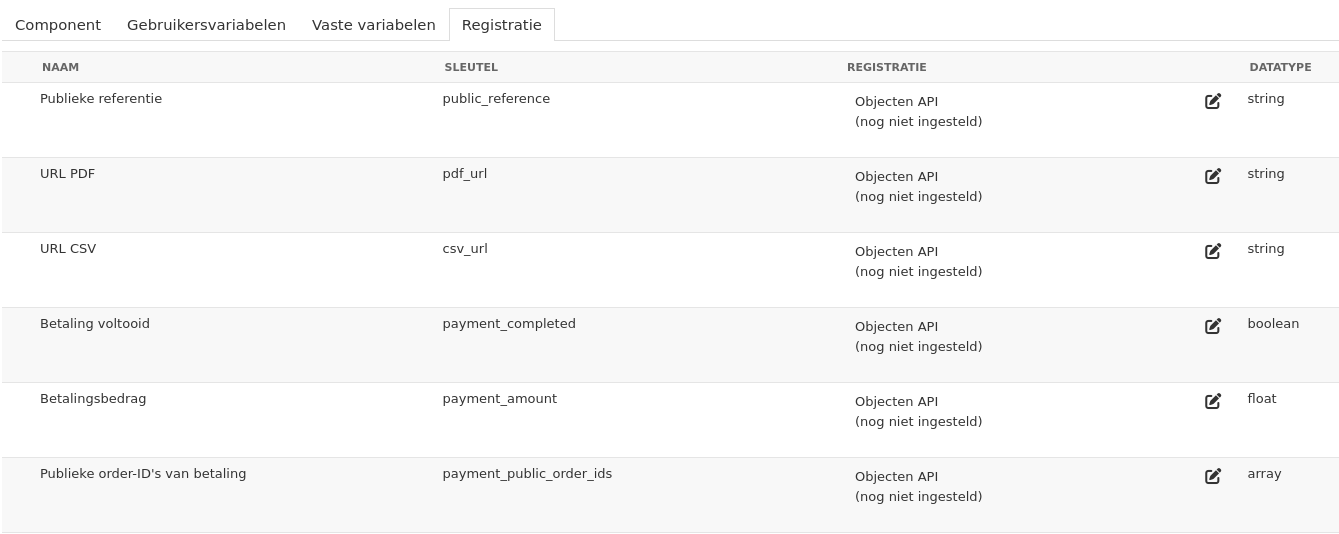 Component Gebruikersvariabelen Vaste variabelen Registratie
NAAM SLEUTEL REGISTRATIE DATATYPE
Publieke referentie public_reference Objecten API string
(nog niet ingesteld)
URL PDF pdf_url Objecten API string
(nog niet ingesteld)
URL CSV csv_url Objecten API string
(nog niet ingesteld)
Betaling voltooid payment_completed Objecten API boolean
(nog niet ingesteld)
Betalingsbedrag payment_amount Objecten API float
(nog niet ingesteld)
Publieke order-ID's van betaling payment_public_order_ids Objecten API array
(nog niet ingesteld)